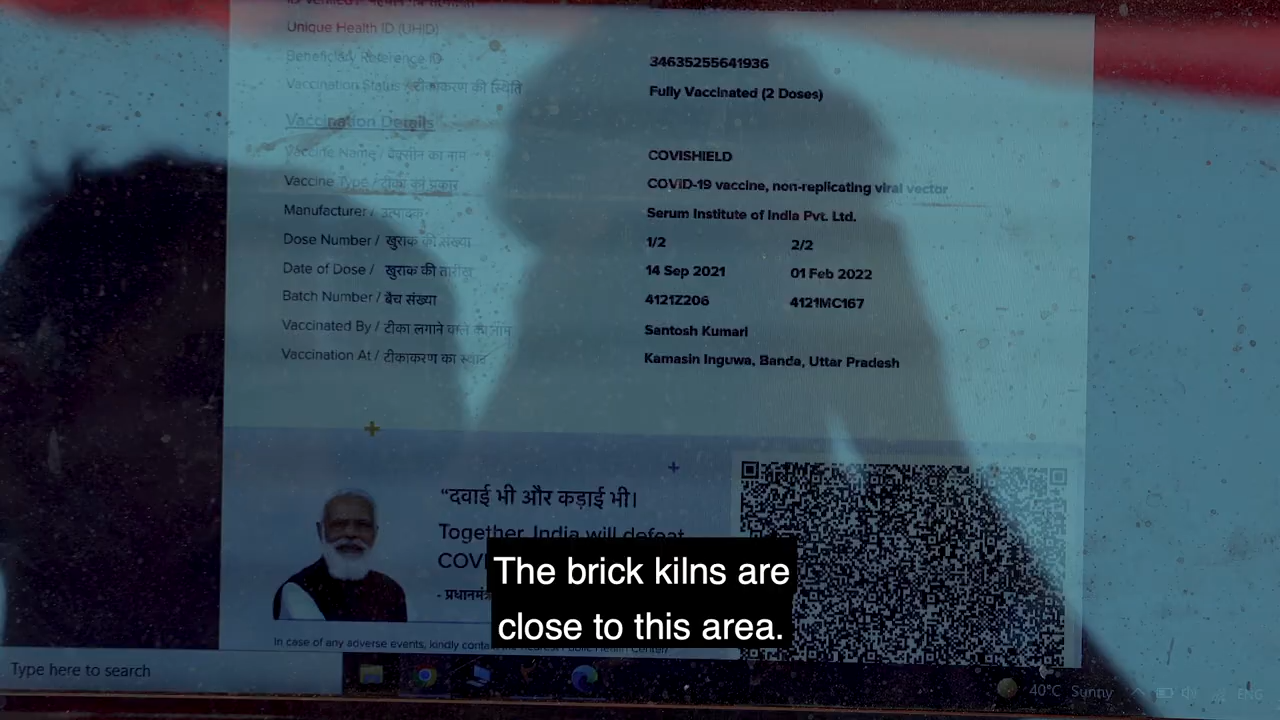 Unique Health ID (UHID)
Beneficiary Reference ID 34635255641936
Vaccination Status / टीकाकरण की स्थिति Fully Vaccinated (2 Doses)
Vaccination Details
Vaccine Name / वैक्सीन का नाम COVISHIELD
Vaccine Type / टीका का प्रकार COVID-19 vaccine, non-replicating viral vector
Manufacturer / उत्पादक Serum Institute of India Pvt. Ltd.
Dose Number / खुराक की संख्या 1/2 2/2
Date of Dose / खुराक की तारीख 14 Sep 2021 01 Feb 2022
Batch Number / बैच संख्या 4121Z206 4121MC167
Vaccinated By / टीका लगाने वाले का नाम Santosh Kumari
Vaccination At / टीकाकरण का स्थान Kamasin Inguwa, Banda, Uttar Pradesh
“दवाई भी और कड़ाई भी।
Together, India will defeat
The brick kilns are
close to this area.
In case of any adverse events, kindly
Type here to search
40°C Sunny
ENG